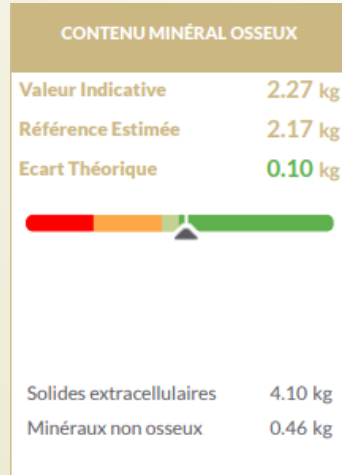 CONTENU MINÉRAL OSSEUX
Valeur Indicative 2.27 kg
Référence Estimée 2.17 kg
Ecart Théorique 0.10 kg
Solides extracellulaires 4.10 kg
Minéraux non osseux 0.46 kg